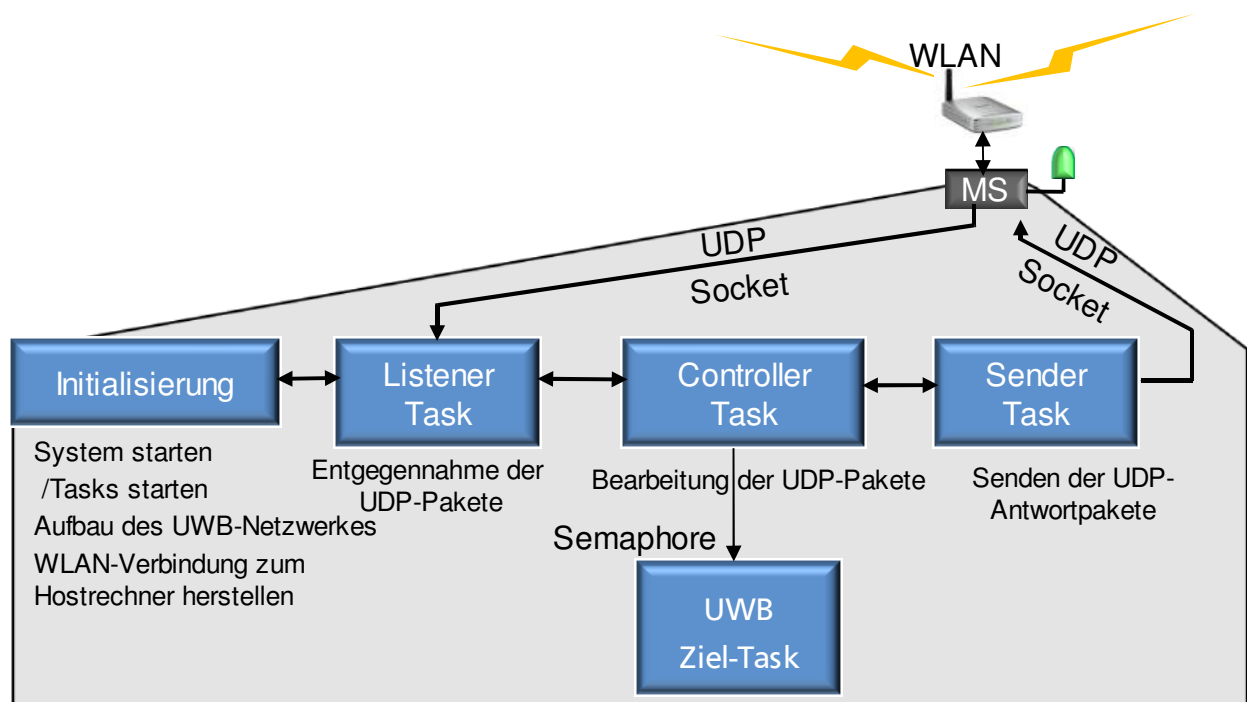 WLAN
MS
UDP
Socket
UDP
Socket
Initialisierung
Listener
Task
Controller
Task
Sender
Task
System starten
/Tasks starten
Aufbau des UWB-Netzwerkes
WLAN-Verbindung zum
Hostrechner herstellen
Entgegennahme der
UDP-Pakete
Bearbeitung der UDP-Pakete
Senden der UDP-
Antwortpakete
Semaphore
UWB
Ziel-Task